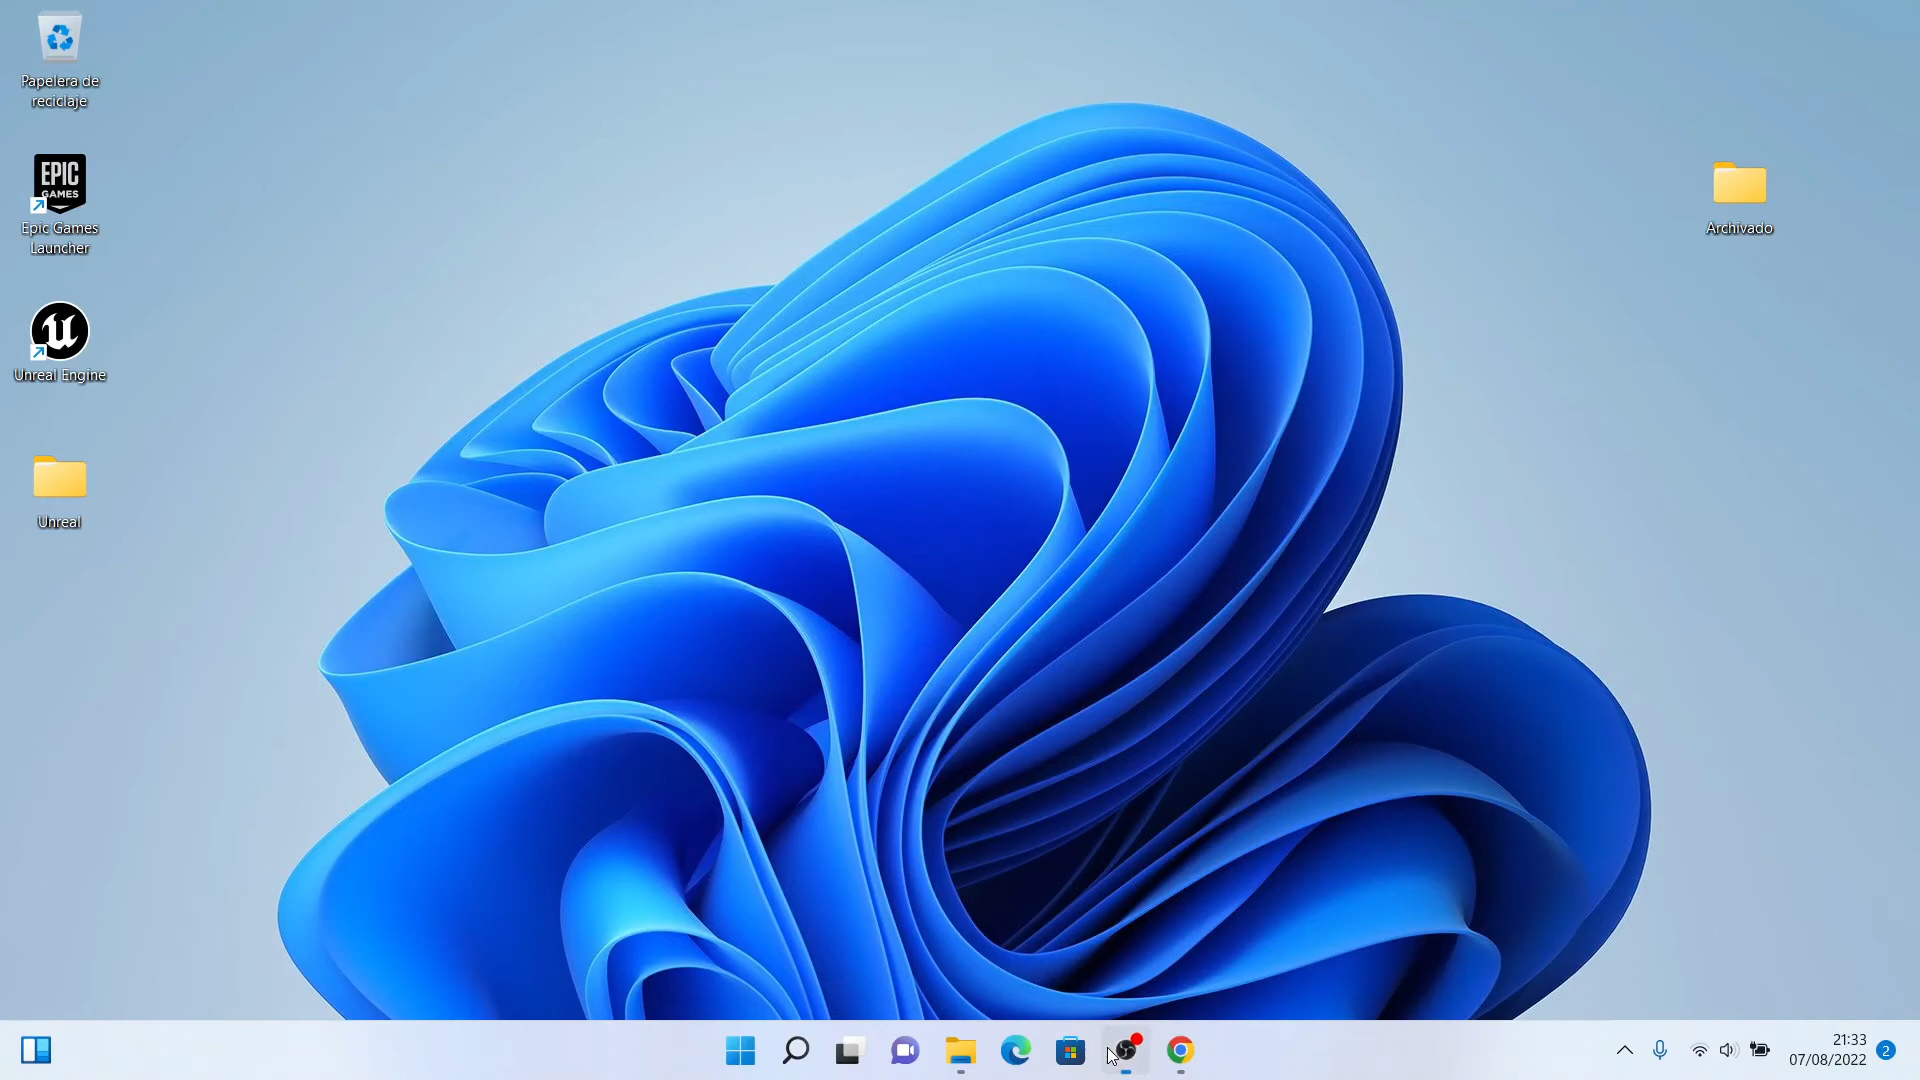 Papelera de
reciclaje
EPIC
GAMES
Epic Games
Launcher
Unreal Engine
Unreal
Archivado
21:33
07/08/2022
2